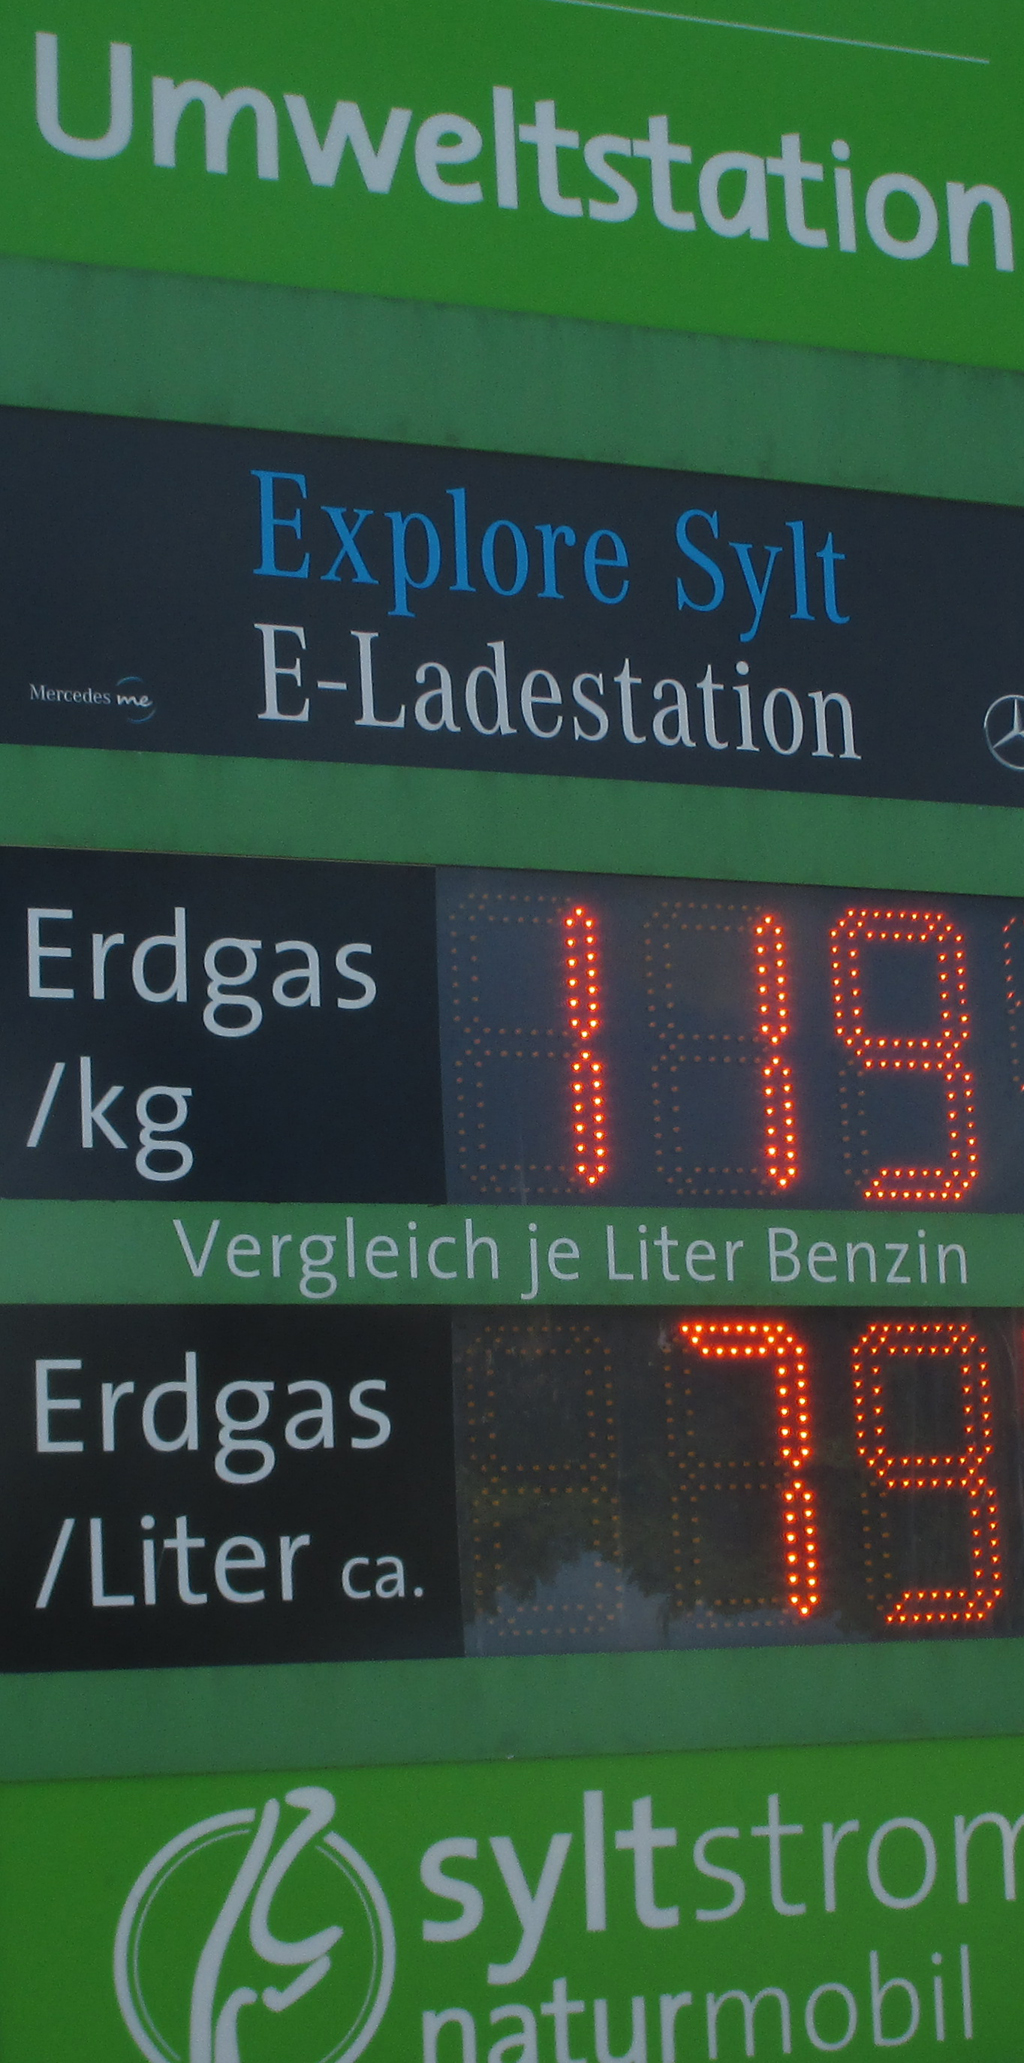 Umweltstation
Explore Sylt
E-Ladestation
Mercedes me
Erdgas
/kg
119
Vergleich je Liter Benzin
Erdgas
/Liter ca.
79
syltstrom
naturmobil